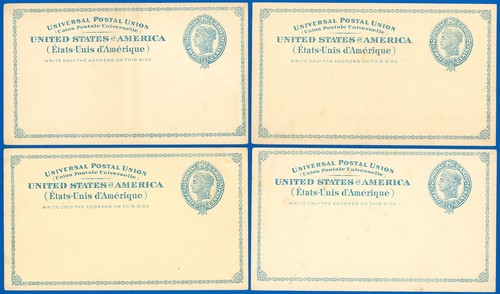 UNIVERSAL POSTAL UNION
(Union Postale Universelle)
UNITED STATES OF AMERICA
(États-Unis d'Amérique)
WRITE ONLY THE ADDRESS ON THIS SIDE
UNIVERSAL POSTAL UNION
(Union Postale Universelle)
UNITED STATES OF AMERICA
(États-Unis d'Amérique)
WRITE ONLY THE ADDRESS ON THIS SIDE
UNIVERSAL POSTAL UNION
(Union Postale Universelle)
UNITED STATES OF AMERICA
(États-Unis d'Amérique)
WRITE ONLY THE ADDRESS ON THIS SIDE
UNIVERSAL POSTAL UNION
(Union Postale Universelle)
UNITED STATES OF AMERICA
(États-Unis d'Amérique)
WRITE ONLY THE ADDRESS ON THIS SIDE